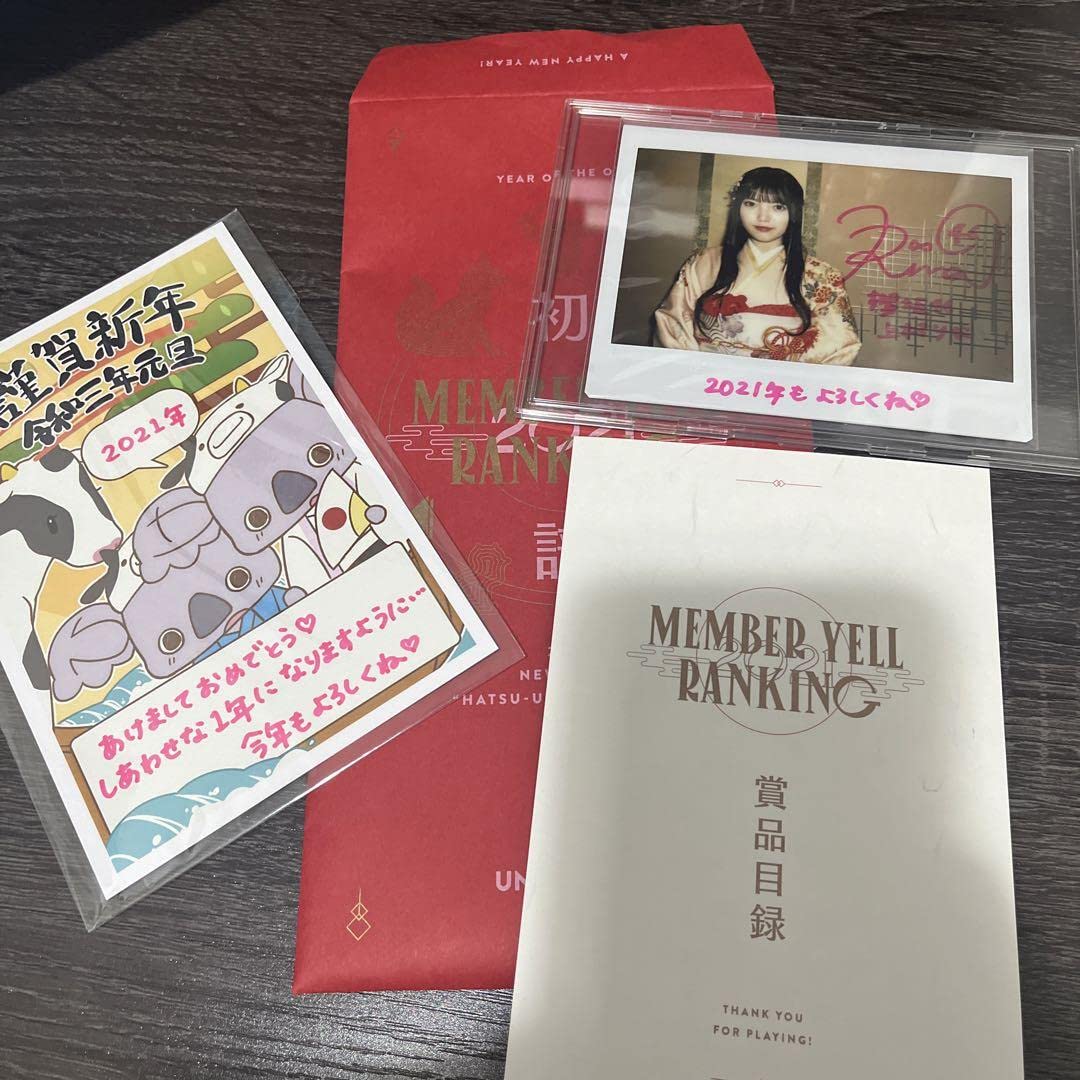 A HAPPY NEW YEAR!
YEAR OF THE O
初
MEM
RANK
NEW
"HATSU-U
UN
2021年もよろしくね♡
謹賀新年
令和三年元旦
2021年
あけましておめでとう♡
しあわせな1年になりますように…
今年もよろしくね♡
MEMBER YELL
2021
RANKING
賞品目録
THANK YOU
FOR PLAYING!